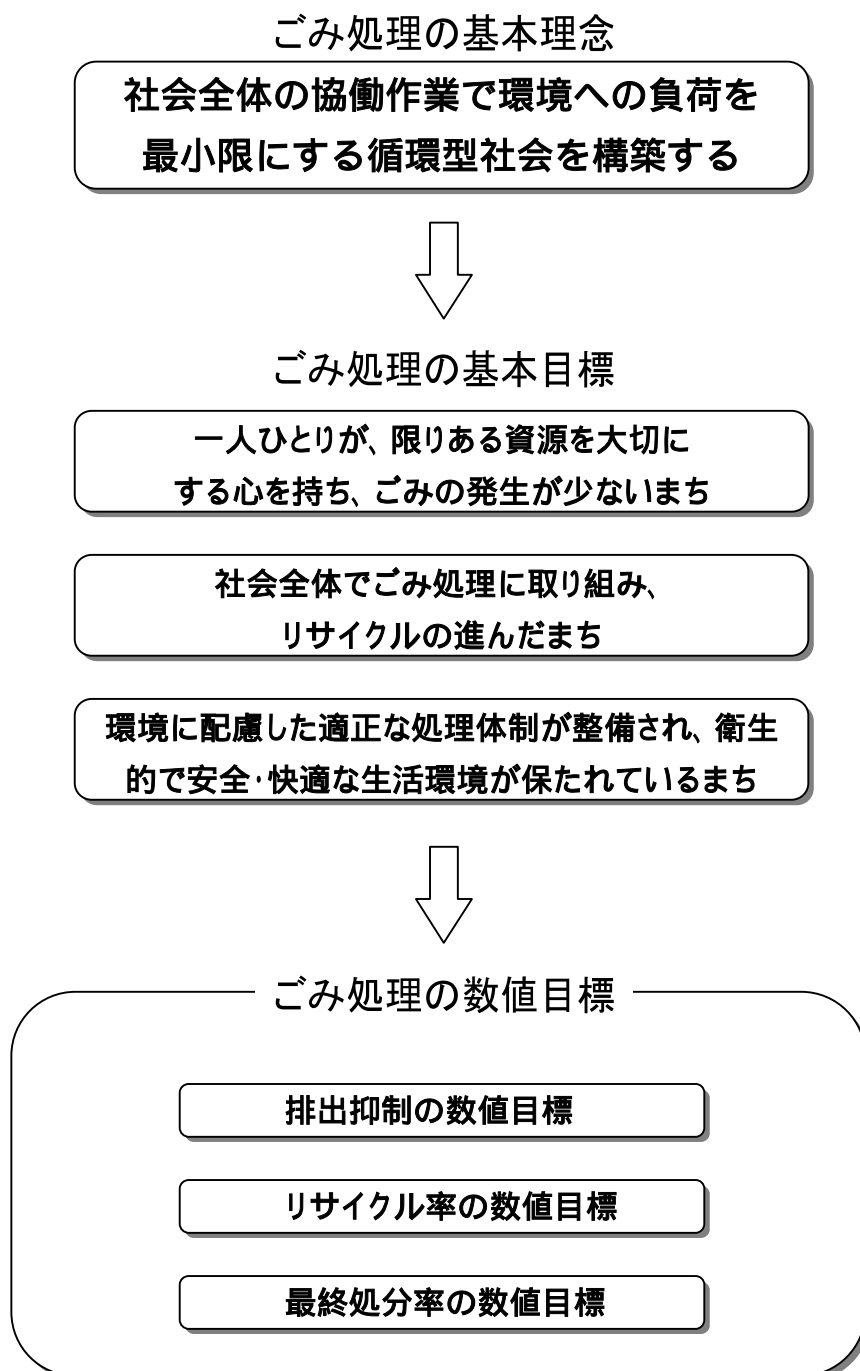 ごみ処理の基本理念
社会全体の協働作業で環境への負荷を
最小限にする循環型社会を構築する
ごみ処理の基本目標
一人ひとりが、限りある資源を大切に
する心を持ち、ごみの発生が少ないまち
社会全体でごみ処理に取り組み、
リサイクルの進んだまち
環境に配慮した適正な処理体制が整備され、衛生
的で安全・快適な生活環境が保たれているまち
ごみ処理の数値目標
排出抑制の数値目標
リサイクル率の数値目標
最終処分率の数値目標